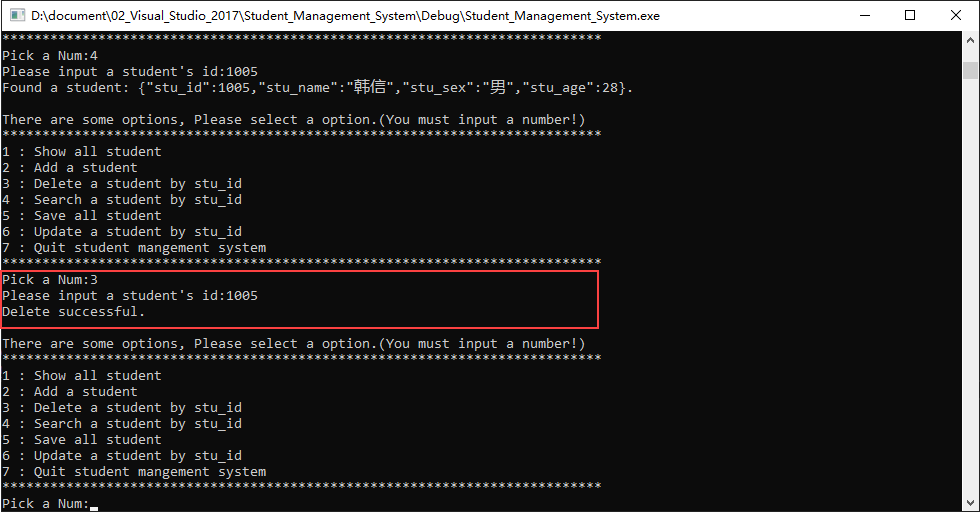 D:\document\02_Visual_Studio_2017\Student_Management_System\Debug\Student_Management_System.exe
***************************************************************************
Pick a Num:4
Please input a student's id:1005
Found a student: {"stu_id":1005,"stu_name":"韩信","stu_sex":"男","stu_age":28}.
There are some options, Please select a option.(You must input a number!)
***************************************************************************
1 : Show all student
2 : Add a student
3 : Delete a student by stu_id
4 : Search a student by stu_id
5 : Save all student
6 : Update a student by stu_id
7 : Quit student mangement system
***************************************************************************
Pick a Num:3
Please input a student's id:1005
Delete successful.
There are some options, Please select a option.(You must input a number!)
***************************************************************************
1 : Show all student
2 : Add a student
3 : Delete a student by stu_id
4 : Search a student by stu_id
5 : Save all student
6 : Update a student by stu_id
7 : Quit student mangement system
***************************************************************************
Pick a Num: